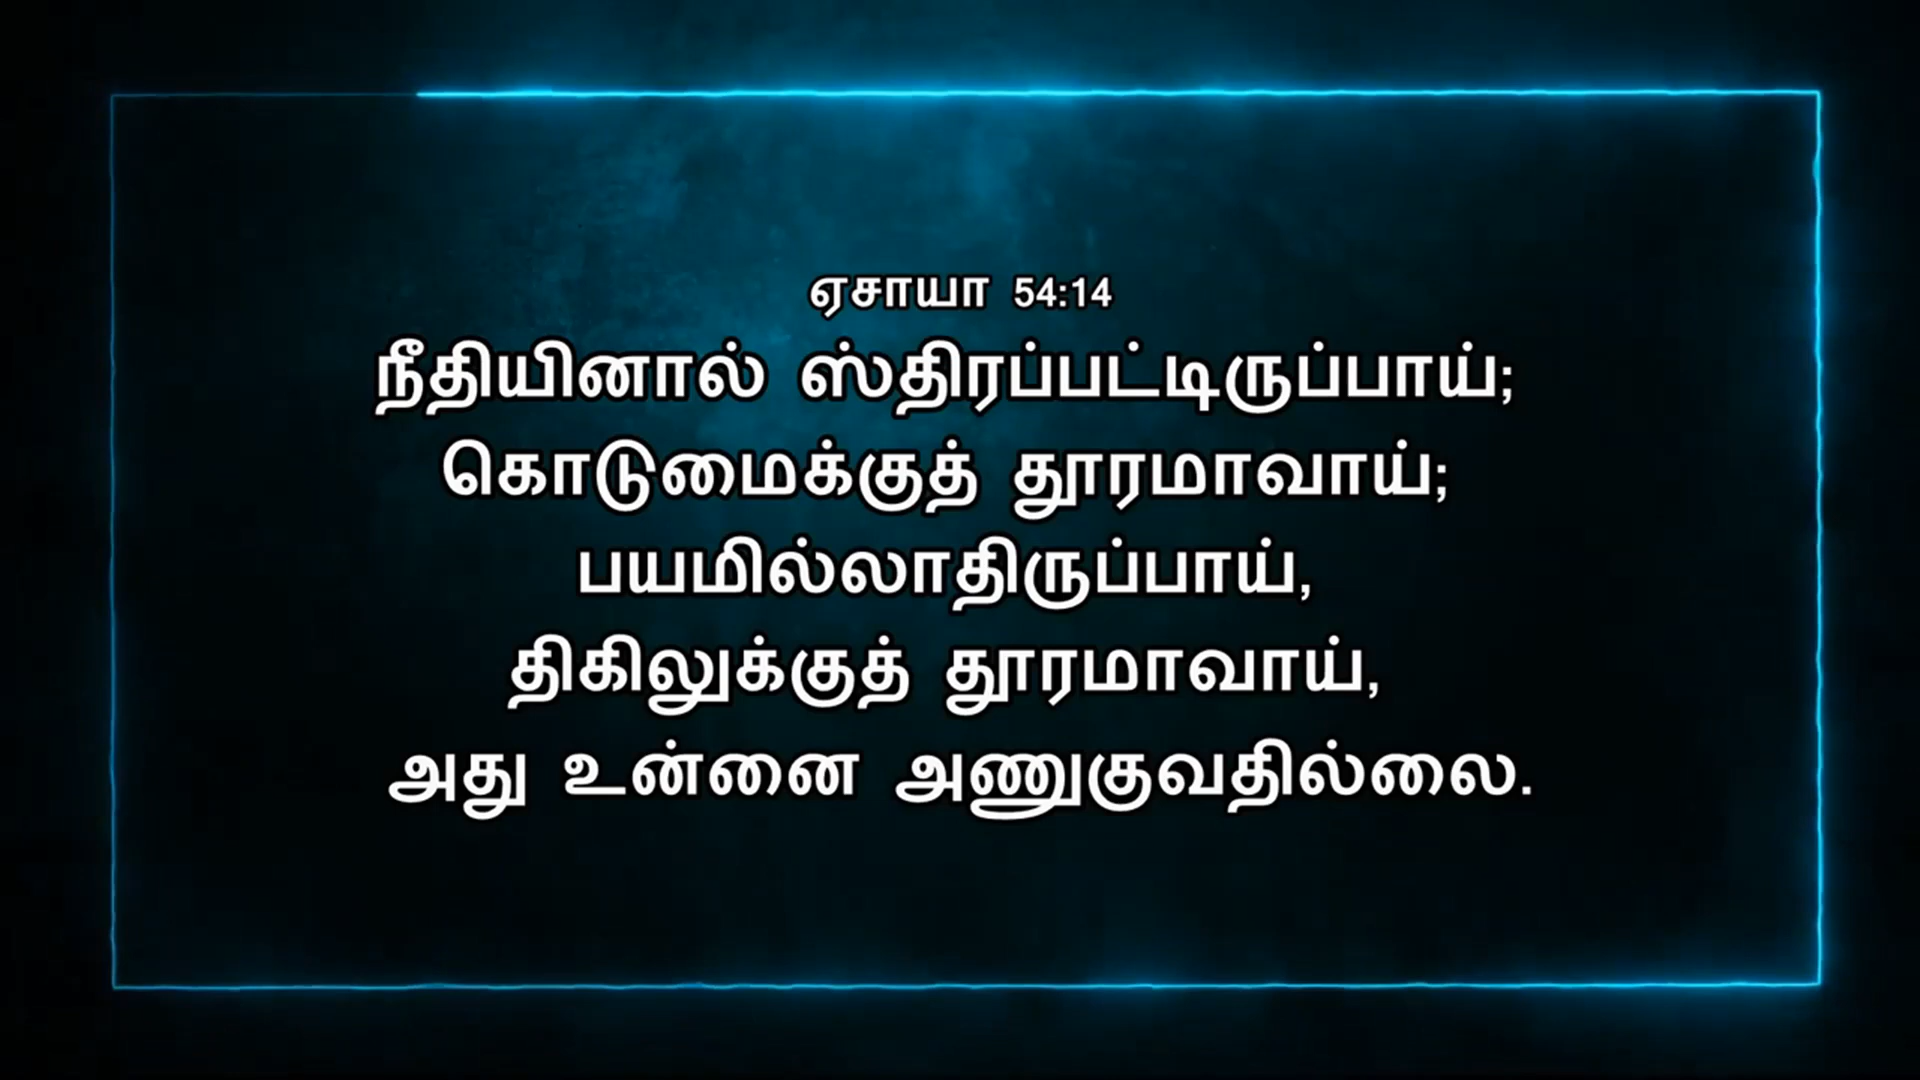 ஏசாயா 54:14
நீதியினால் ஸ்திரப்பட்டிருப்பாய்;
கொடுமைக்குத் தூரமாவாய்;
பயமில்லாதிருப்பாய்,
திகிலுக்குத் தூரமாவாய்,
அது உன்னை அணுகுவதில்லை.